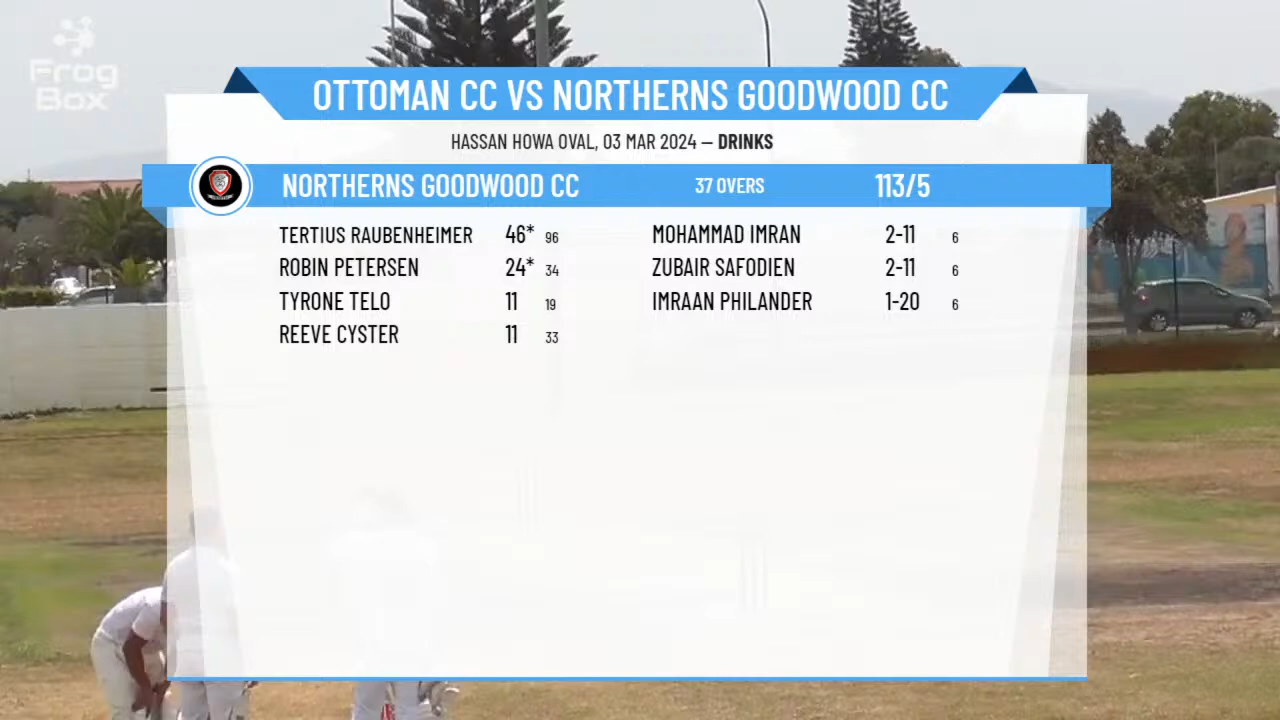 Frog
Box
OTTOMAN CC VS NORTHERNS GOODWOOD CC
HASSAN HOWA OVAL, 03 MAR 2024 – DRINKS
NORTHERNS GOODWOOD CC 37 OVERS 113/5
TERTIUS RAUBENHEIMER 46* 96 MOHAMMAD IMRAN 2-11 6
ROBIN PETERSEN 24* 34 ZUBAIR SAFODIEN 2-11 6
TYRONE TELO 11 19 IMRAAN PHILANDER 1-20 6
REEVE CYSTER 11 33